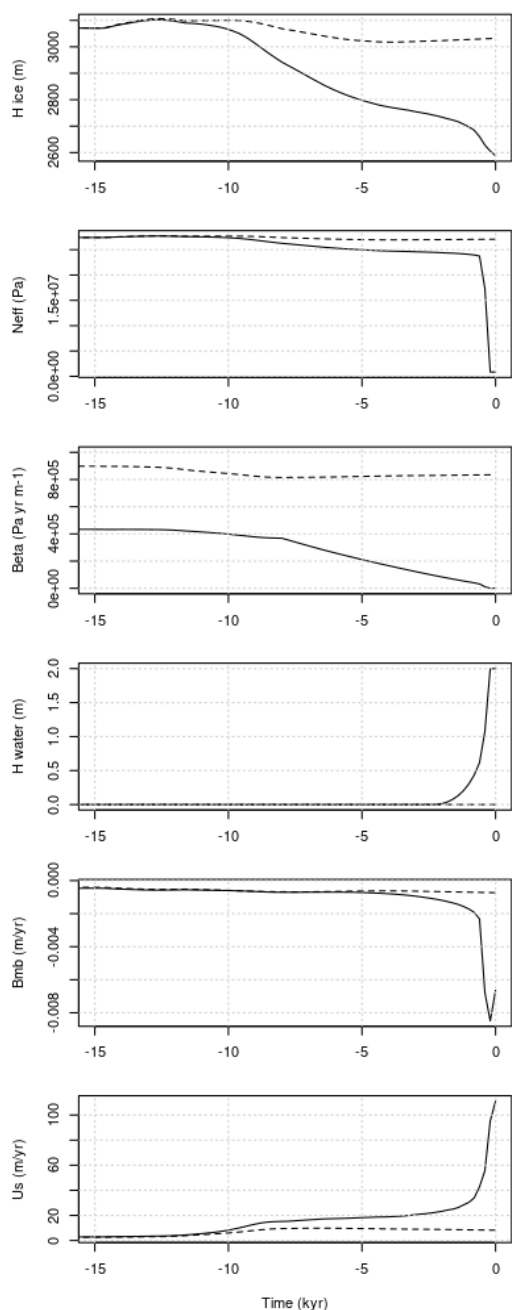 H ice (m)
2600 2800 3000
-15 -10 -5 0
Neff (Pa)
0.0e+00 1.5e+07
-15 -10 -5 0
Beta (Pa yr m-1)
0e+00 4e+05 8e+05
-15 -10 -5 0
H water (m)
0.0 0.5 1.0 1.5 2.0
-15 -10 -5 0
Bmb (m/yr)
-0.008 -0.004 0.000
-15 -10 -5 0
Us (m/yr)
0 20 60 100
-15 -10 -5 0
Time (kyr)